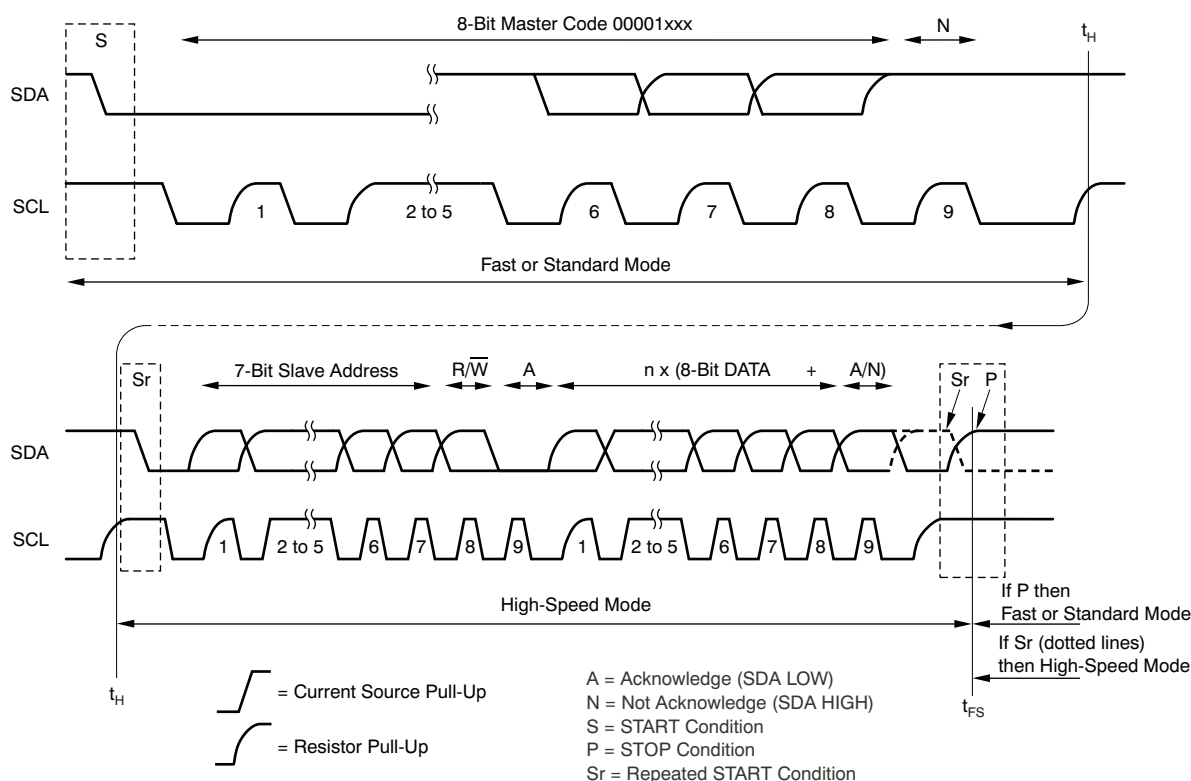 8-Bit Master Code 00001xxx
N
t_H
S
SDA
SCL
1
2 to 5
6
7
8
9
Fast or Standard Mode
Sr
7-Bit Slave Address
R/W̅
A
n x (8-Bit DATA + A/N)
Sr
P
SDA
SCL
1
2 to 5
6
7
8
9
1
2 to 5
6
7
8
9
High-Speed Mode
If P then
Fast or Standard Mode
If Sr (dotted lines)
then High-Speed Mode
t_H
t_FS
= Current Source Pull-Up
= Resistor Pull-Up
A = Acknowledge (SDA LOW)
N = Not Acknowledge (SDA HIGH)
S = START Condition
P = STOP Condition
Sr = Repeated START Condition